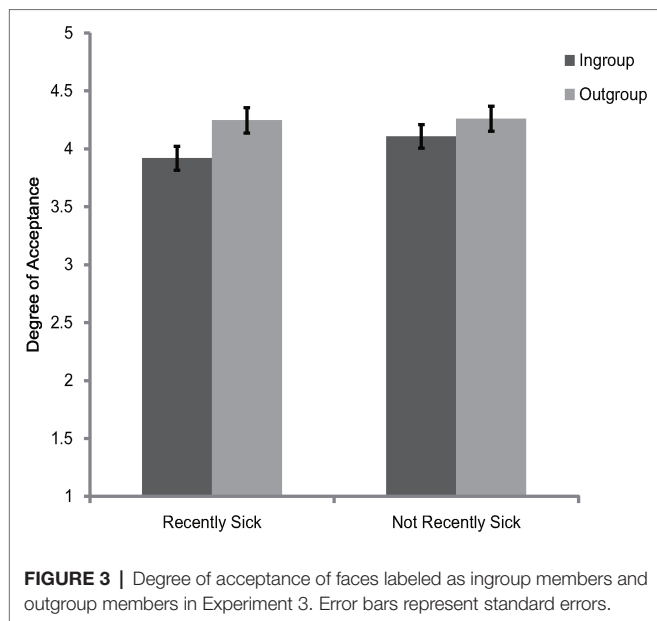 5
4.5
4
3.5
3
2.5
2
1.5
1
Degree of Acceptance
Ingroup
Outgroup
Recently Sick
Not Recently Sick
FIGURE 3 | Degree of acceptance of faces labeled as ingroup members and
outgroup members in Experiment 3. Error bars represent standard errors.